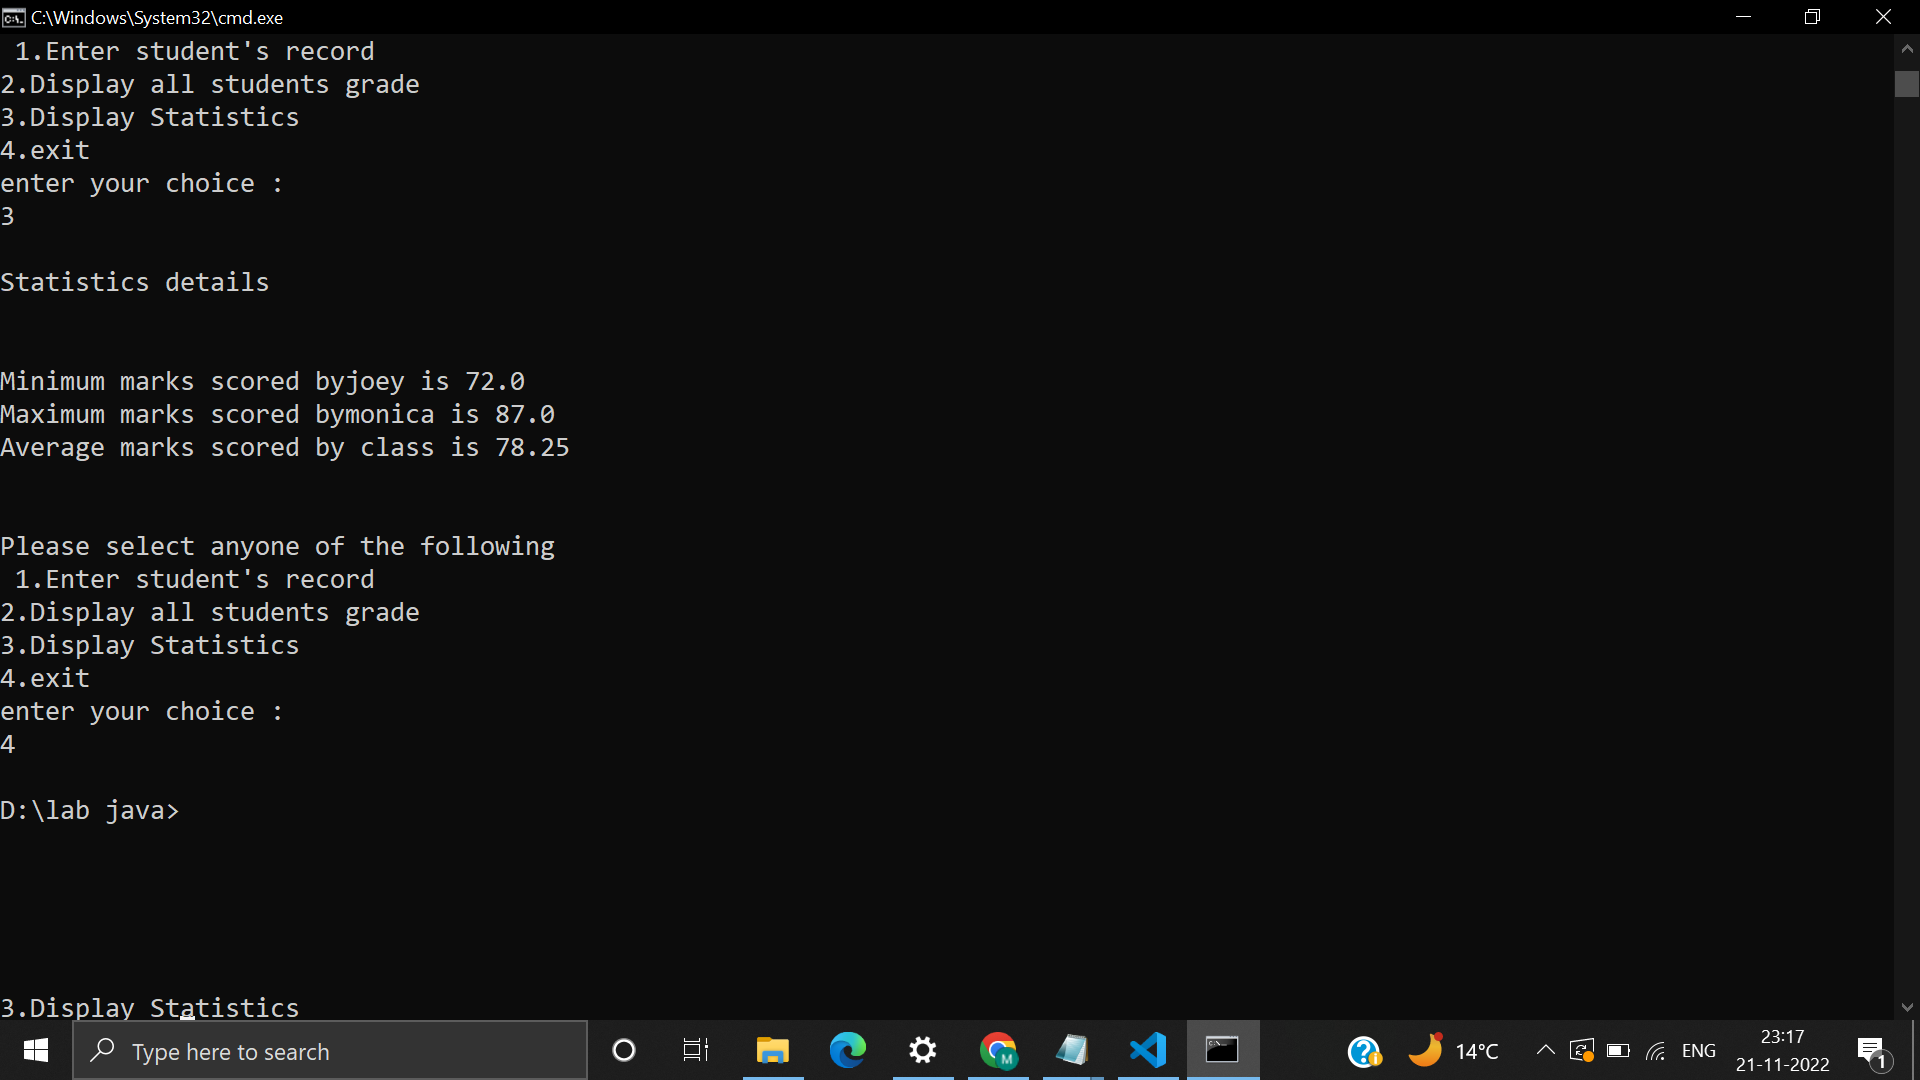 C:\Windows\System32\cmd.exe
1.Enter student's record
2.Display all students grade
3.Display Statistics
4.exit
enter your choice :
3
Statistics details
Minimum marks scored byjoey is 72.0
Maximum marks scored bymonica is 87.0
Average marks scored by class is 78.25
Please select anyone of the following
1.Enter student's record
2.Display all students grade
3.Display Statistics
4.exit
enter your choice :
4
D:\lab java>
3.Display Statistics
Type here to search
M
14°C
ENG
23:17
21-11-2022
1